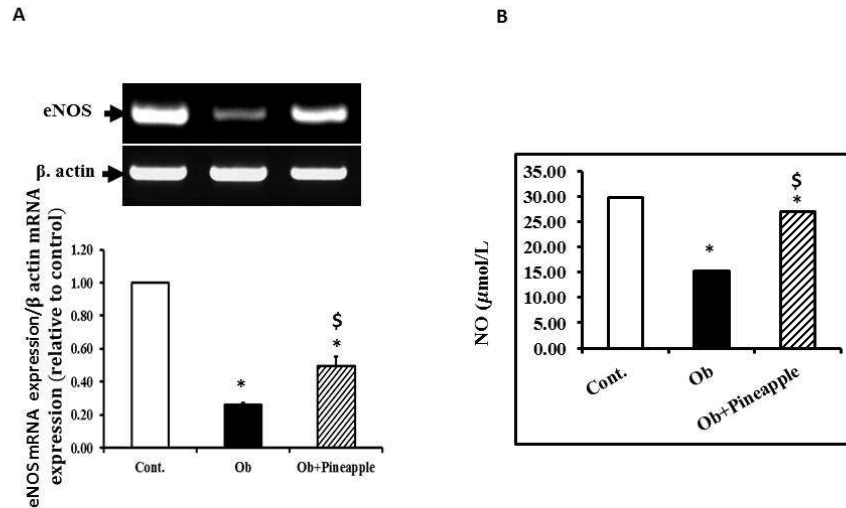 A
eNOS
β. actin
eNOS mRNA expression/β actin mRNA
expression (relative to control)
1.20
1.00
0.80
0.60
0.40
0.20
0.00
*
$
*
Cont.
Ob
Ob+Pineapple
B
NO (µmol/L
35.00
30.00
25.00
20.00
15.00
10.00
5.00
0.00
*
$
*
Cont.
Ob
Ob+Pineapple